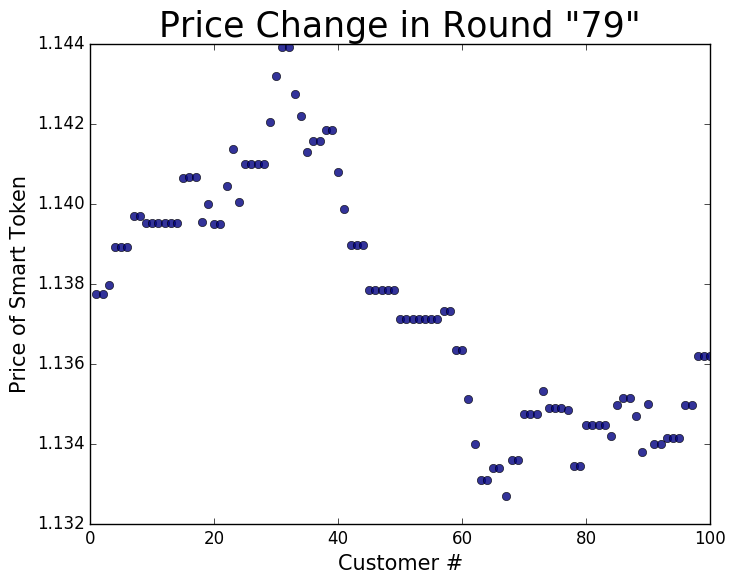 Price Change in Round "79"
1.144
1.142
1.140
1.138
1.136
1.134
1.132
Price of Smart Token
0 20 40 60 80 100
Customer #